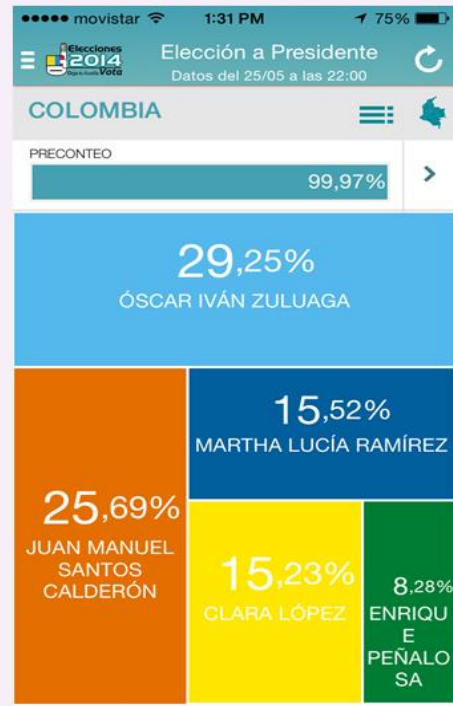 movistar 1:31 PM 75%
Elecciones
2014
Vota
Elección a Presidente
Datos del 25/05 a las 22:00
COLOMBIA
PRECONTEO
99,97%
29,25%
ÓSCAR IVÁN ZULUAGA
25,69%
JUAN MANUEL
SANTOS
CALDERÓN
15,52%
MARTHA LUCÍA RAMÍREZ
15,23%
CLARA LÓPEZ
8,28%
ENRIQU
E
PEÑALO
SA